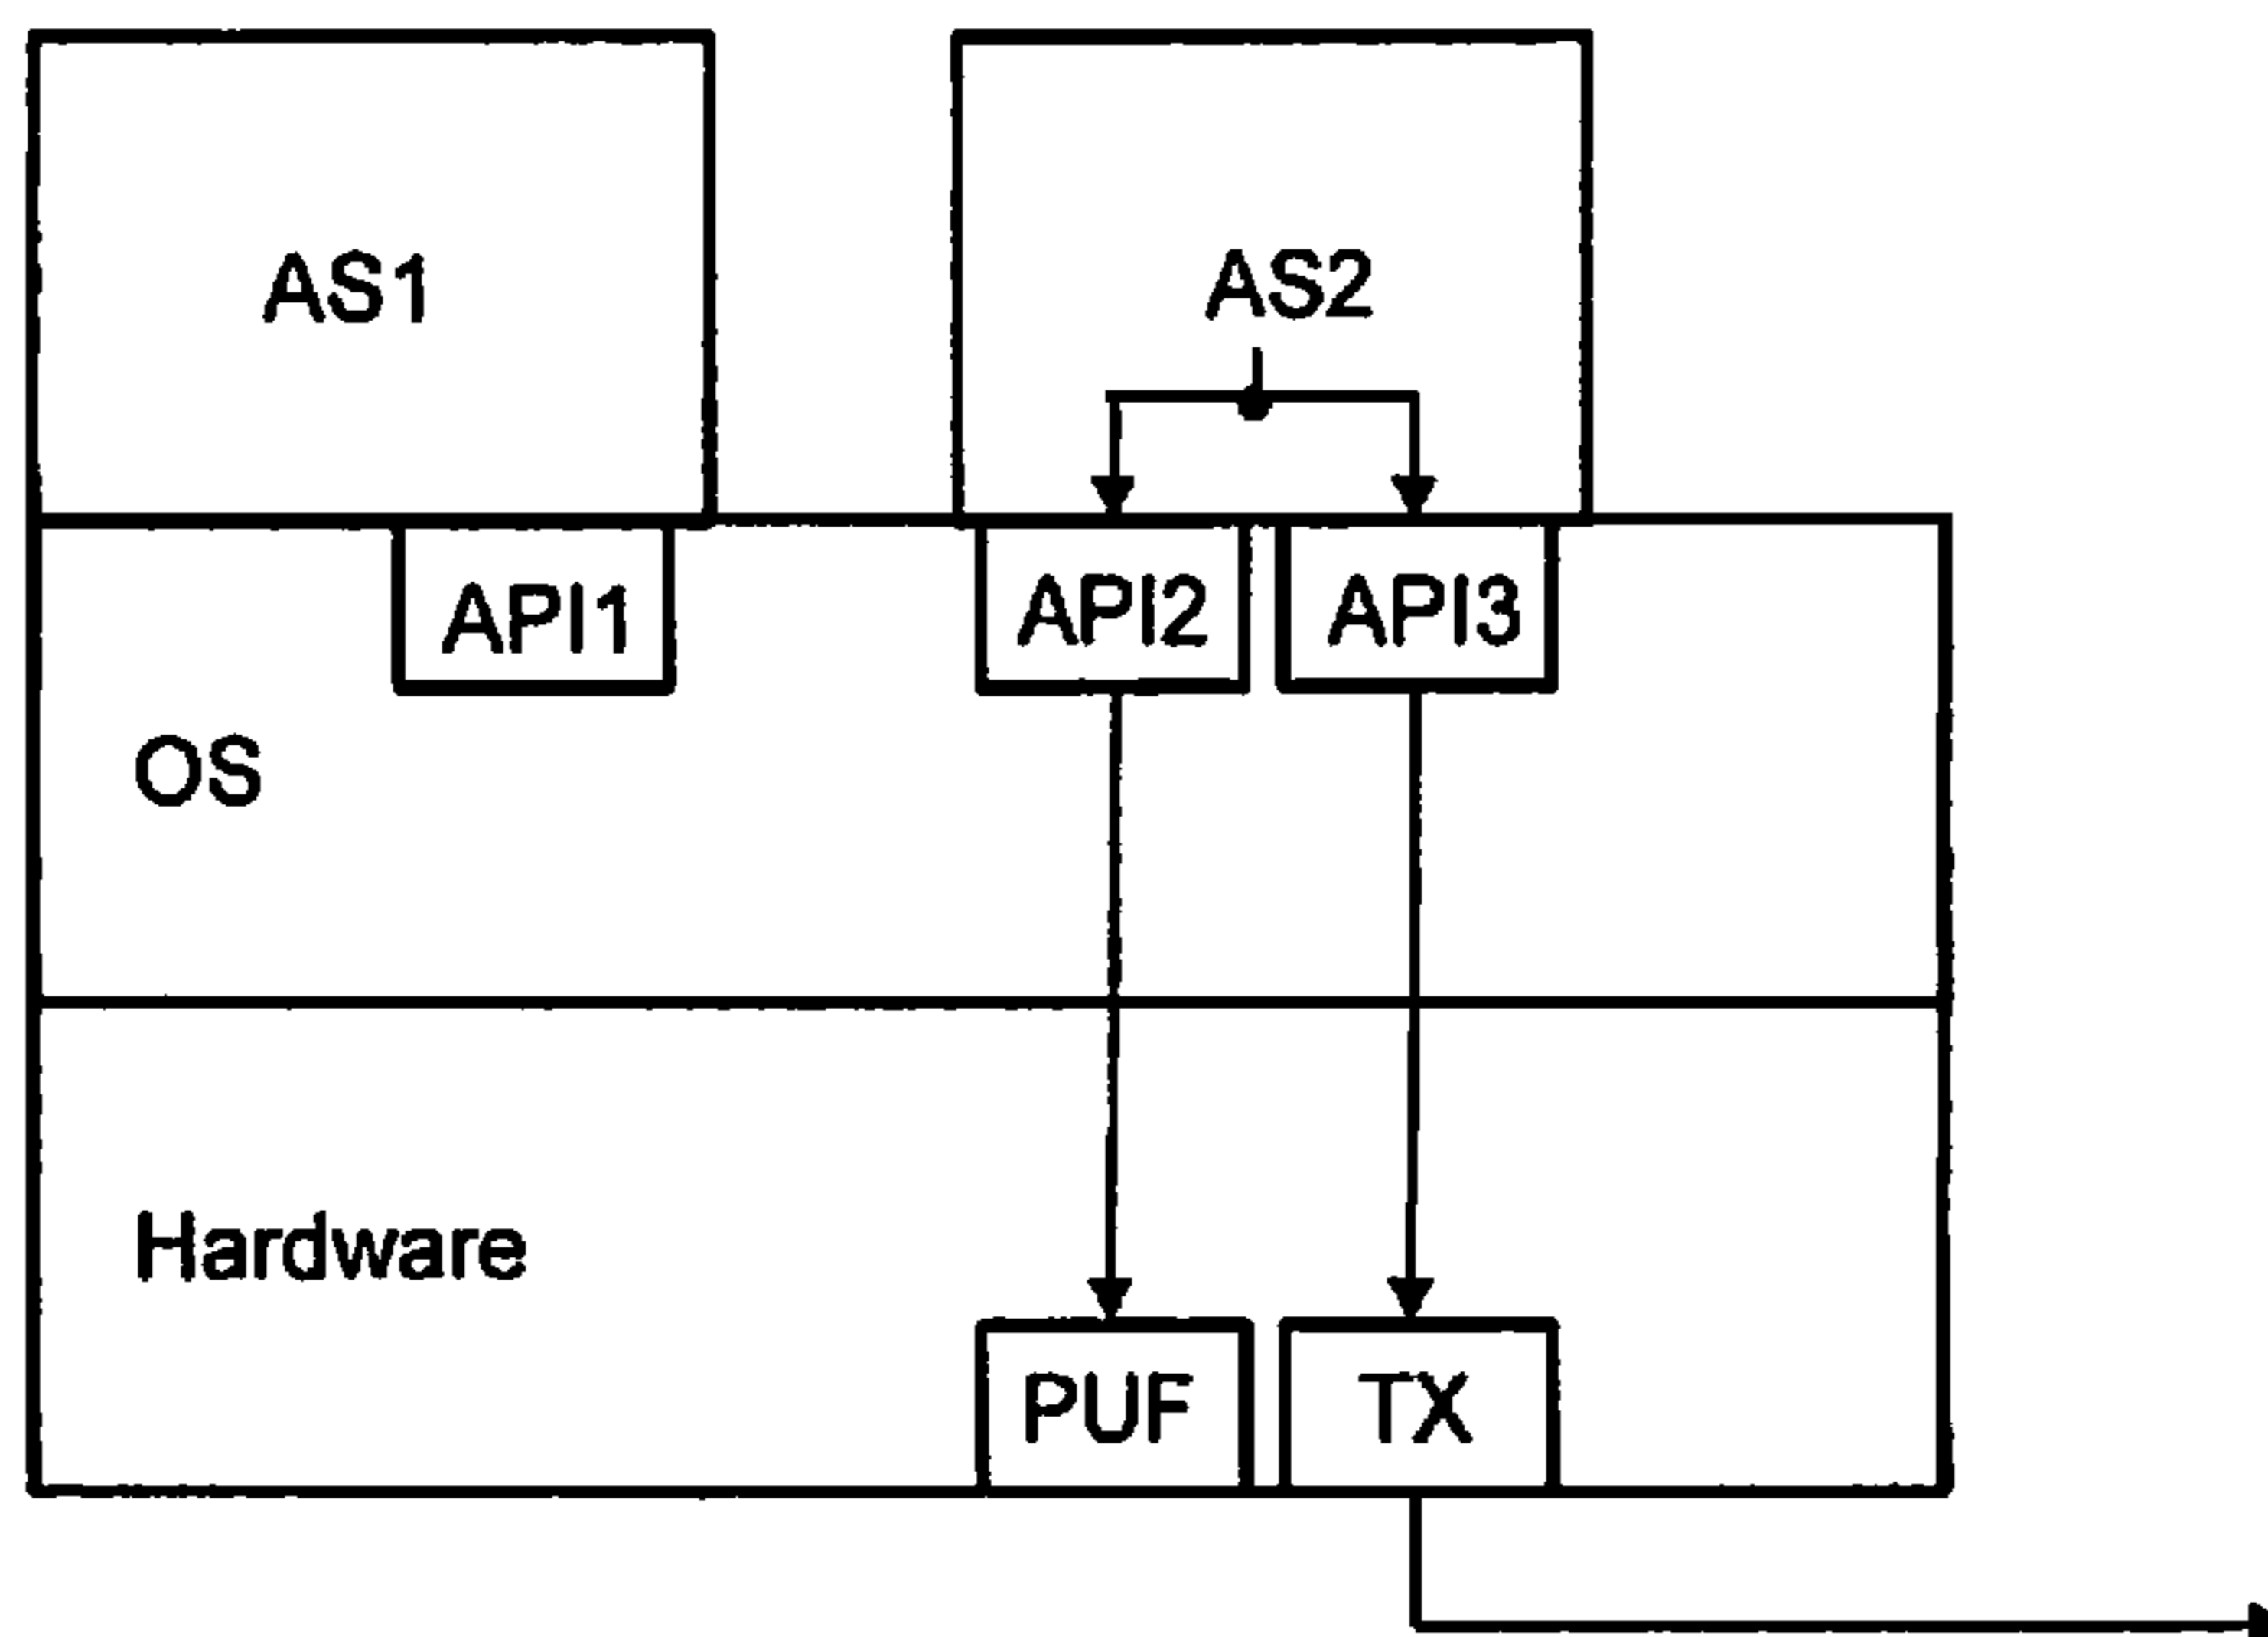 AS1
AS2
API1
API2
API3
OS
Hardware
PUF
TX